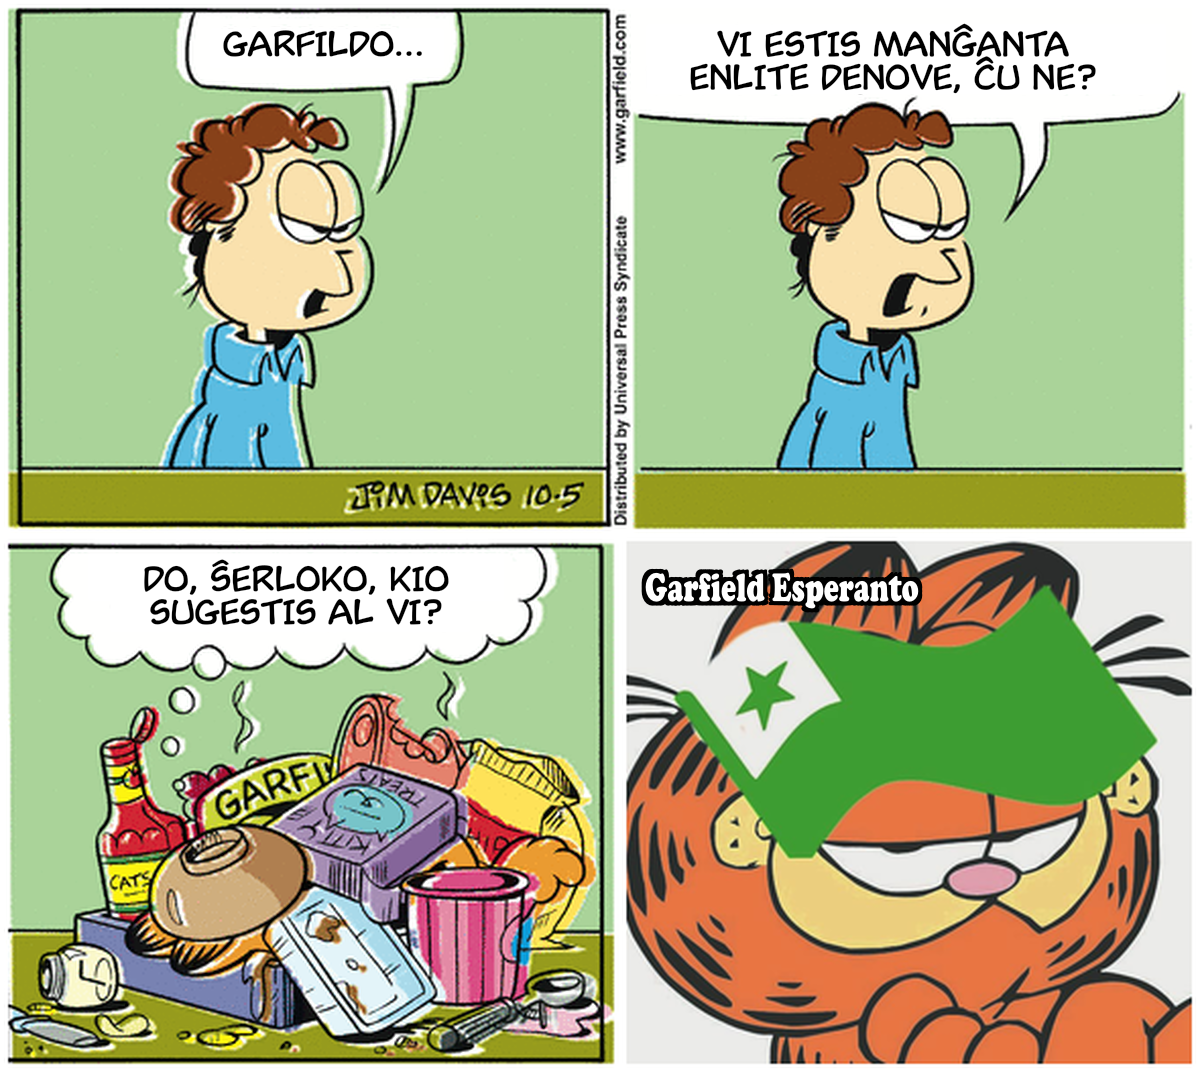 GARFILDO...
www.garfield.com
Distributed by Universal Press Syndicate
JIM DAVIS 10·5
VI ESTIS MANĜANTA
ENLITE DENOVE, ĈU NE?
DO, ŜERLOKO, KIO
SUGESTIS AL VI?
GARFI
TREATS
CATS
Garfield Esperanto